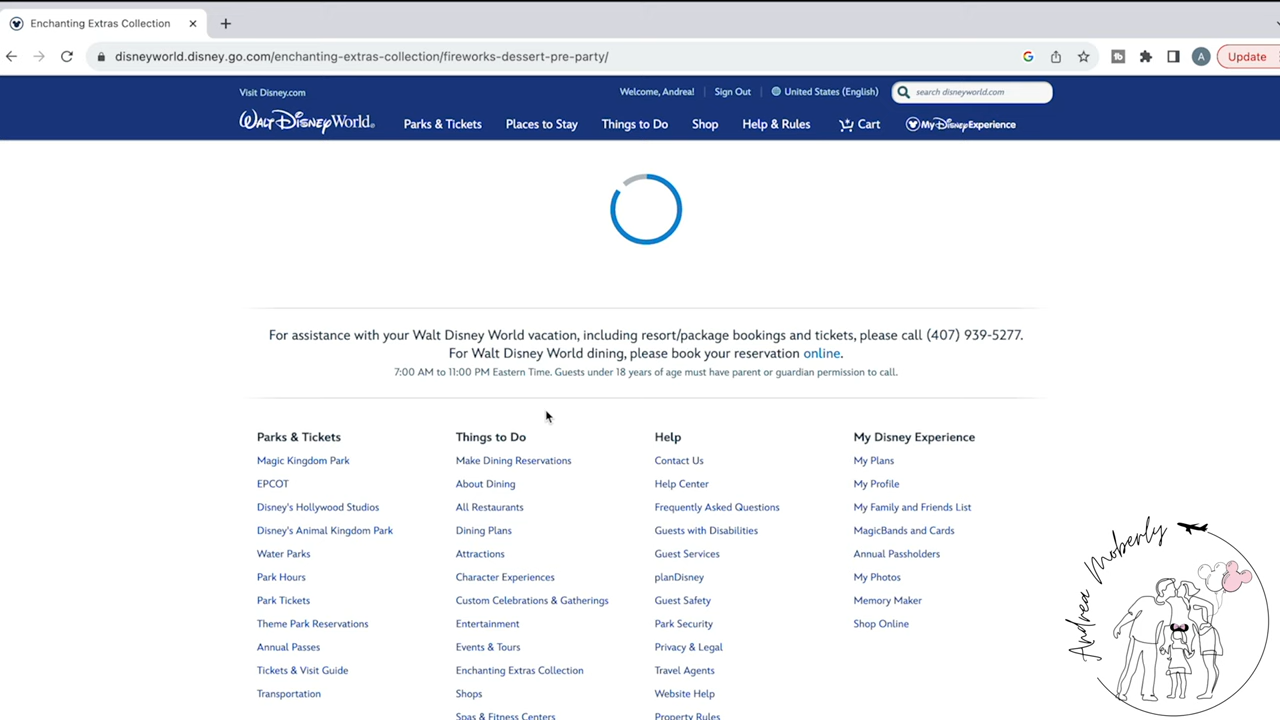 Enchanting Extras Collection
disneyworld.disney.go.com/enchanting-extras-collection/fireworks-dessert-pre-party/
A
Update
Visit Disney.com
Welcome, Andrea!
Sign Out
United States (English)
search disneyworld.com
Walt Disney World.
Parks & Tickets
Places to Stay
Things to Do
Shop
Help & Rules
Cart
My Disney Experience
For assistance with your Walt Disney World vacation, including resort/package bookings and tickets, please call (407) 939-5277.
For Walt Disney World dining, please book your reservation online.
7:00 AM to 11:00 PM Eastern Time. Guests under 18 years of age must have parent or guardian permission to call.
Parks & Tickets
Magic Kingdom Park
EPCOT
Disney's Hollywood Studios
Disney's Animal Kingdom Park
Water Parks
Park Hours
Park Tickets
Theme Park Reservations
Annual Passes
Tickets & Visit Guide
Transportation
Things to Do
Make Dining Reservations
About Dining
All Restaurants
Dining Plans
Attractions
Character Experiences
Custom Celebrations & Gatherings
Entertainment
Events & Tours
Enchanting Extras Collection
Shops
Spas & Fitness Centers
Help
Contact Us
Help Center
Frequently Asked Questions
Guests with Disabilities
Guest Services
planDisney
Guest Safety
Park Security
Privacy & Legal
Travel Agents
Website Help
Property Rules
My Disney Experience
My Plans
My Profile
My Family and Friends List
MagicBands and Cards
Annual Passholders
My Photos
Memory Maker
Shop Online
Andrea Moberly